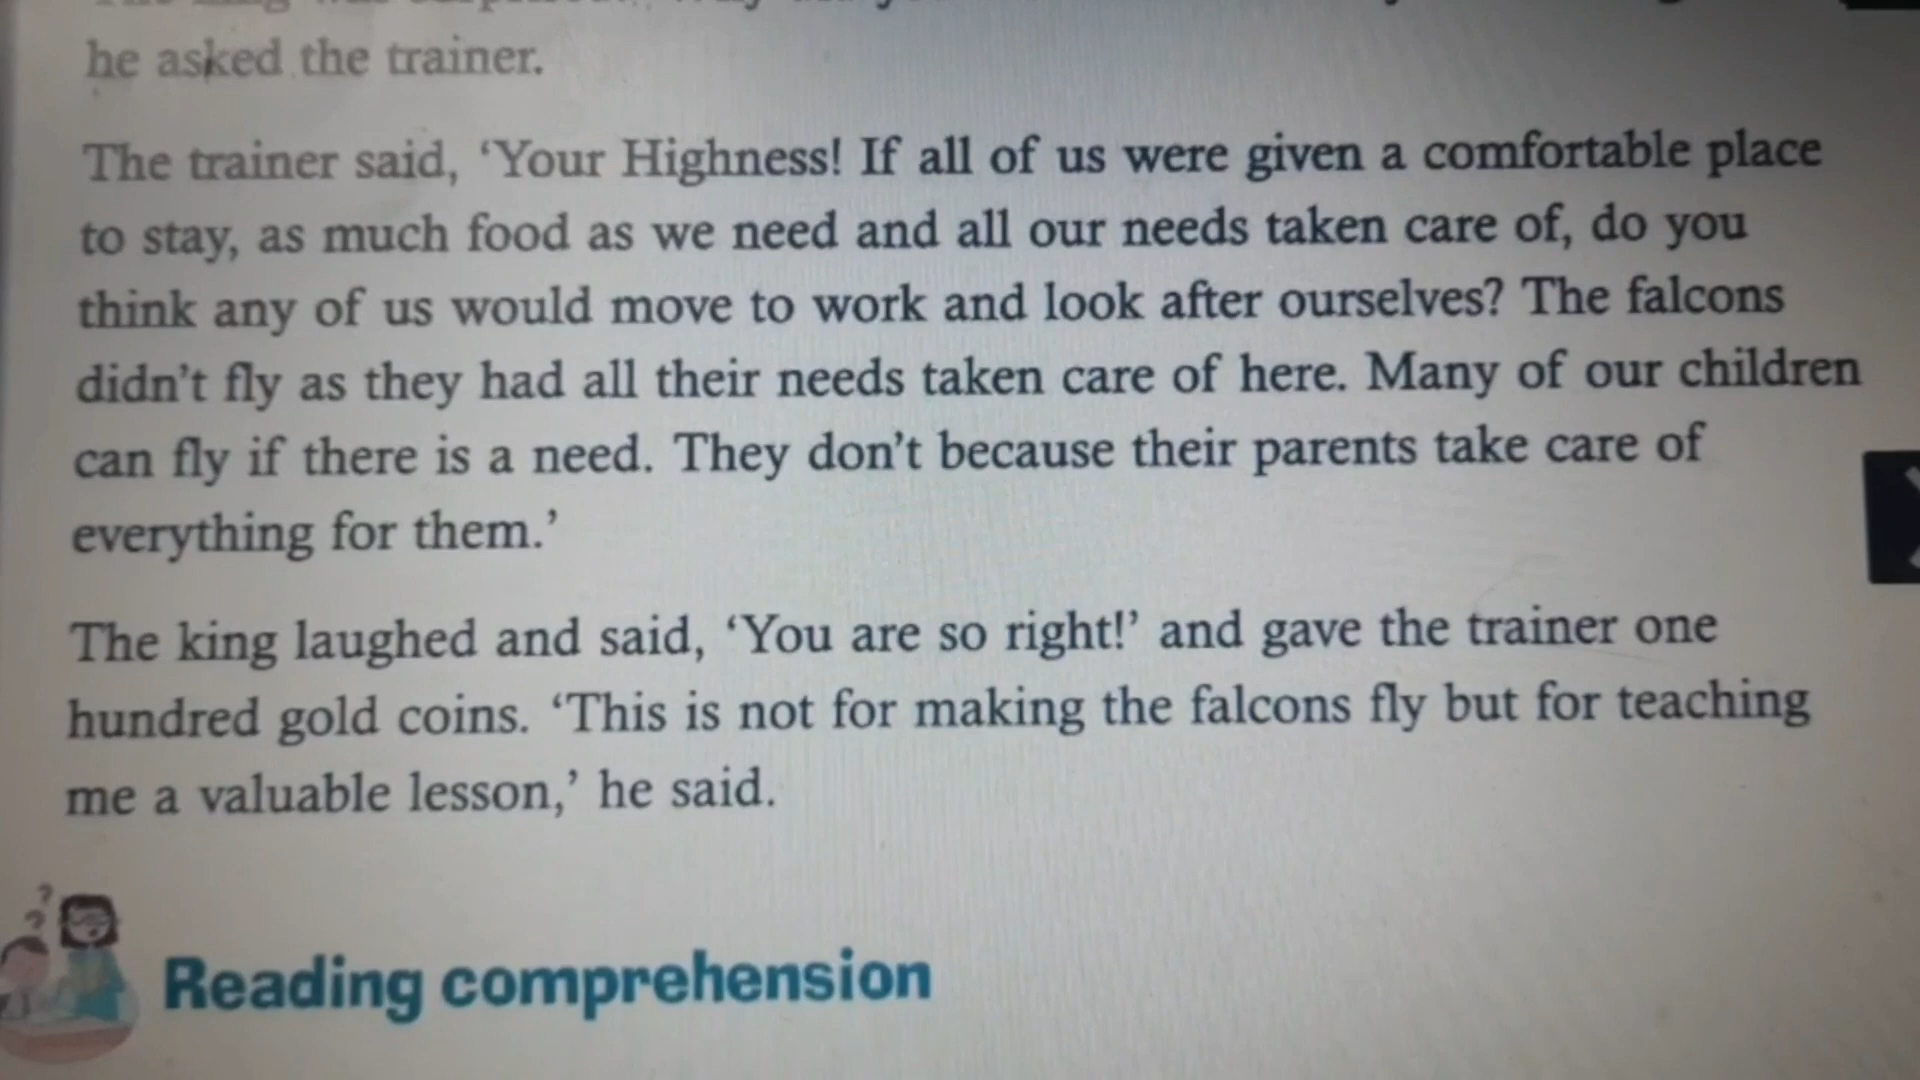 he asked the trainer.
The trainer said, ‘Your Highness! If all of us were given a comfortable place
to stay, as much food as we need and all our needs taken care of, do you
think any of us would move to work and look after ourselves? The falcons
didn’t fly as they had all their needs taken care of here. Many of our children
can fly if there is a need. They don’t because their parents take care of
everything for them.’
The king laughed and said, ‘You are so right!’ and gave the trainer one
hundred gold coins. ‘This is not for making the falcons fly but for teaching
me a valuable lesson,’ he said.
Reading comprehension